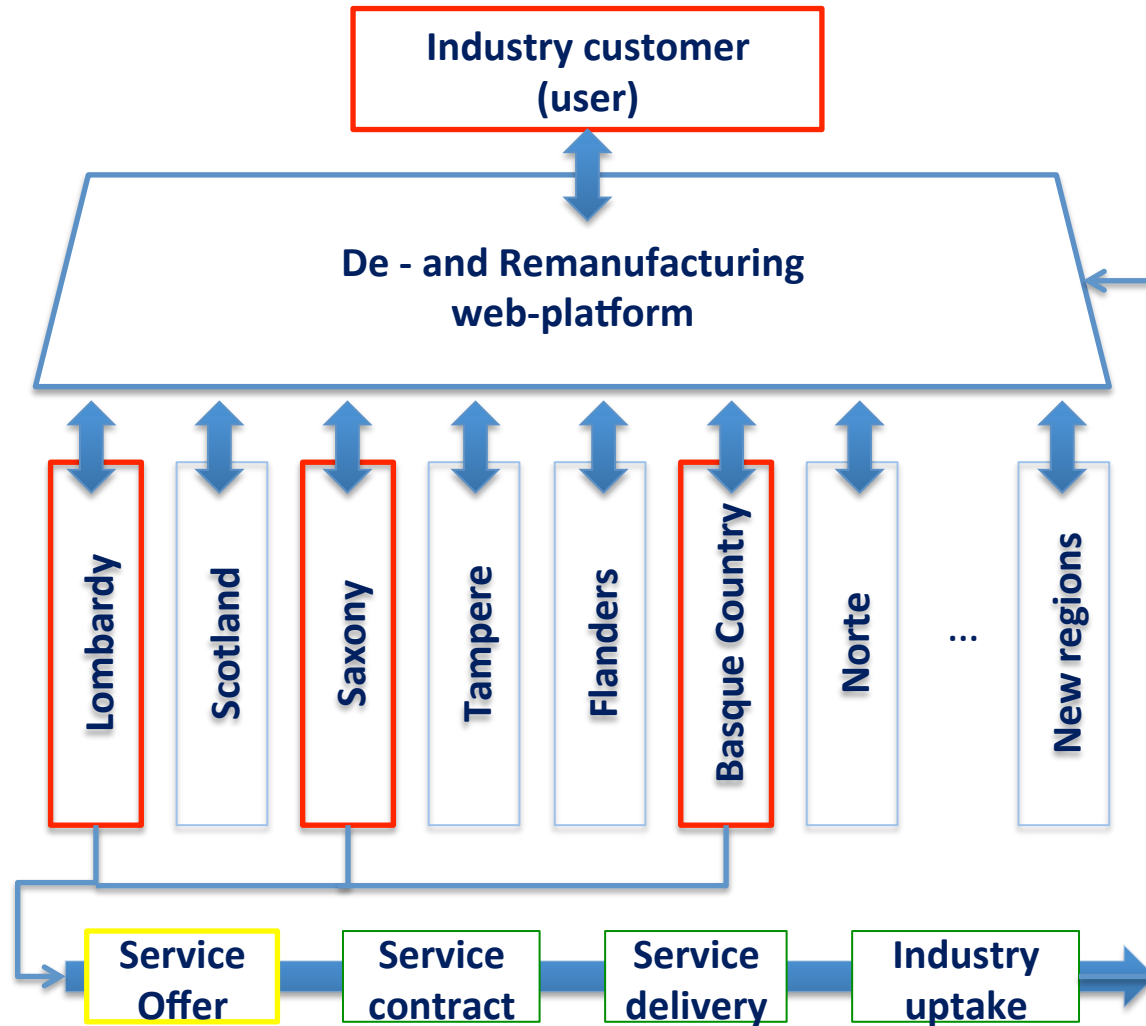 Industry customer
(user)
De - and Remanufacturing
web-platform
Lombardy
Scotland
Saxony
Tampere
Flanders
Basque Country
Norte
...
New regions
Service
Offer
Service
contract
Service
delivery
Industry
uptake